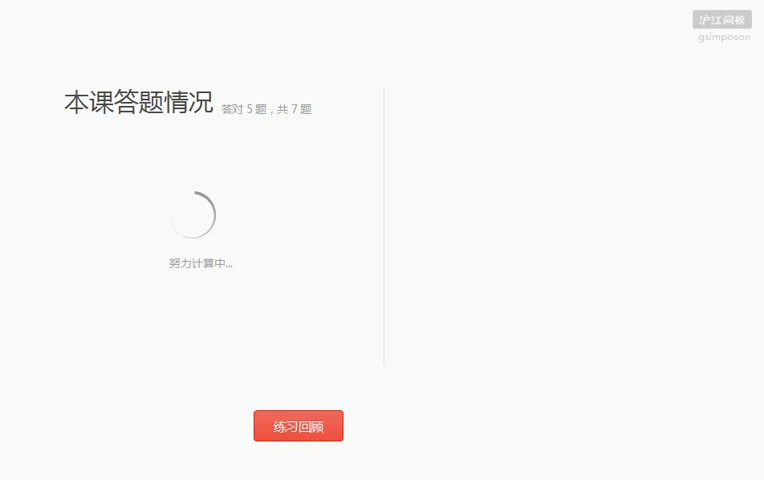 沪江网校
gsimposon
本课答题情况 答对 5 题，共 7 题
努力计算中...
练习回顾